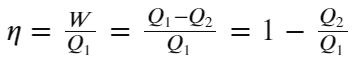 η = W/Q₁ = Q₁−Q₂/Q₁ = 1 − Q₂/Q₁